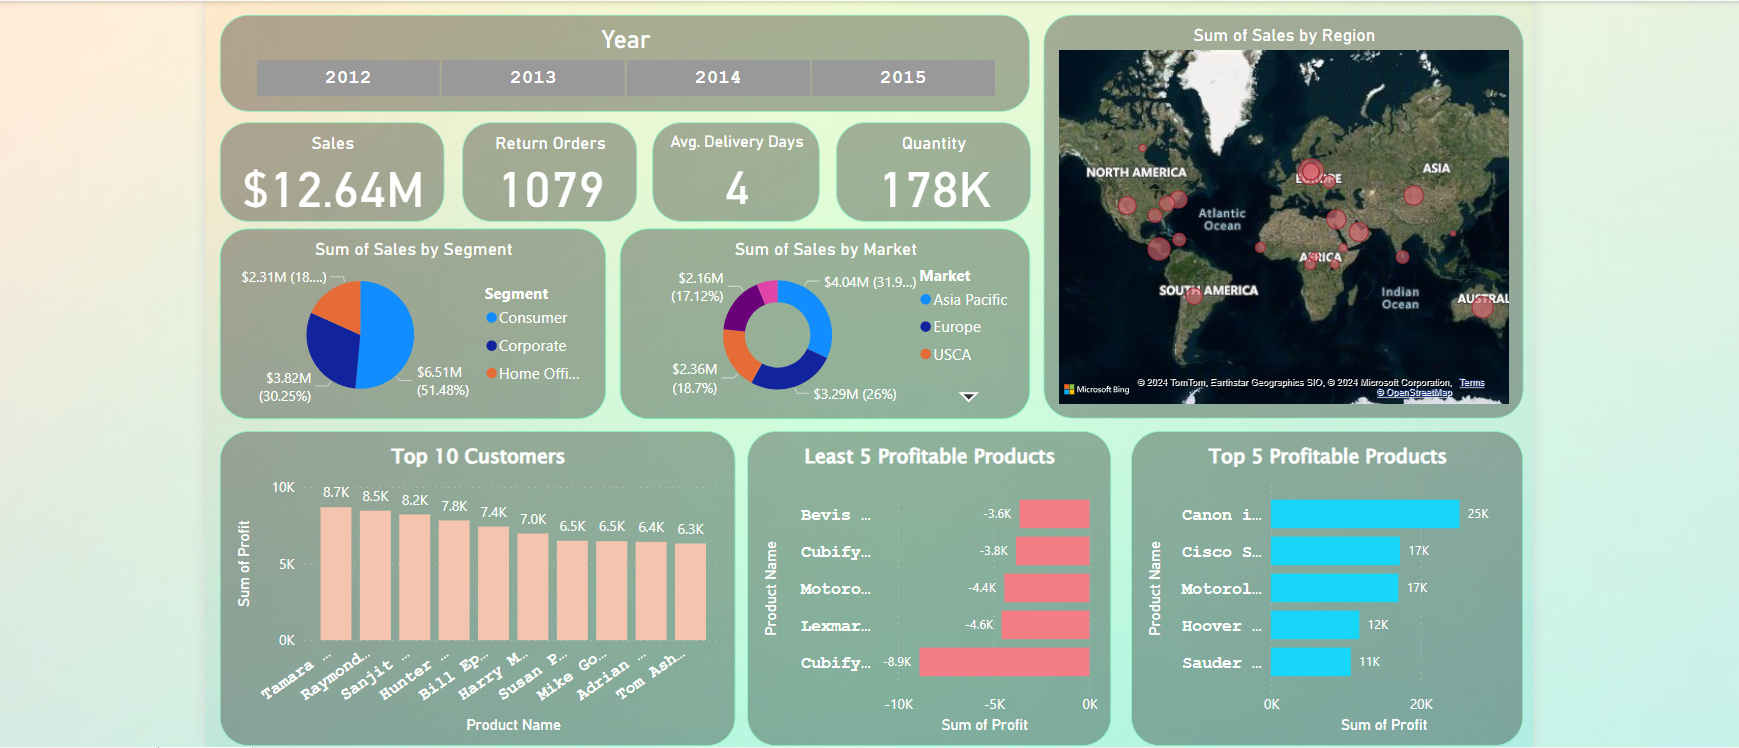 Year
2012 2013 2014 2015
Sales
$12.64M
Return Orders
1079
Avg. Delivery Days
4
Quantity
178K
Sum of Sales by Region
NORTH AMERICA
EUROPE
ASIA
Atlantic
Ocean
AFRICA
SOUTH AMERICA
Indian
Ocean
AUSTRAL
Microsoft Bing
© 2024 TomTom, Earthstar Geographics SIO, © 2024 Microsoft Corporation, Terms
© OpenStreetMap
Sum of Sales by Segment
$2.31M (18....)
$3.82M
(30.25%)
$6.51M
(51.48%)
Segment
Consumer
Corporate
Home Offi...
Sum of Sales by Market
$2.16M
(17.12%)
$4.04M (31.9...)
$2.36M
(18.7%)
$3.29M (26%)
Market
Asia Pacific
Europe
USCA
Top 10 Customers
Sum of Profit
10K
5K
0K
8.7K 8.5K 8.2K 7.8K 7.4K 7.0K 6.5K 6.5K 6.4K 6.3K
Tamara ...
Raymond...
Sanjit ...
Hunter ...
Bill Ep...
Harry M...
Susan P...
Mike Go...
Adrian ...
Tom Ash...
Product Name
Least 5 Profitable Products
Product Name
Bevis ... -3.6K
Cubify... -3.8K
Motoro... -4.4K
Lexmar... -4.6K
Cubify... -8.9K
-10K -5K 0K
Sum of Profit
Top 5 Profitable Products
Product Name
Canon i... 25K
Cisco S... 17K
Motorol... 17K
Hoover ... 12K
Sauder ... 11K
0K 20K
Sum of Profit